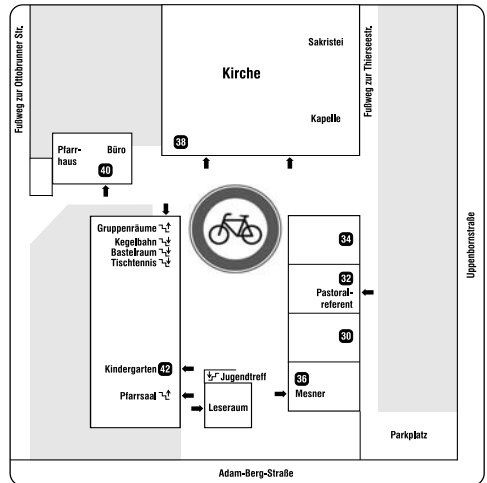 Fußweg zur Ottobrunner Str.
Sakristei
Kirche
Kapelle
38
Fußweg zur Thierseestr.
Pfarr-
haus
Büro
40
Gruppenräume
Kegelbahn
Bastelraum
Tischtennis
34
32
Pastoral-
referent
30
Uppenbornstraße
Kindergarten 42
Jugendtreff
36
Mesner
Pfarrsaal
Leseraum
Parkplatz
Adam-Berg-Straße